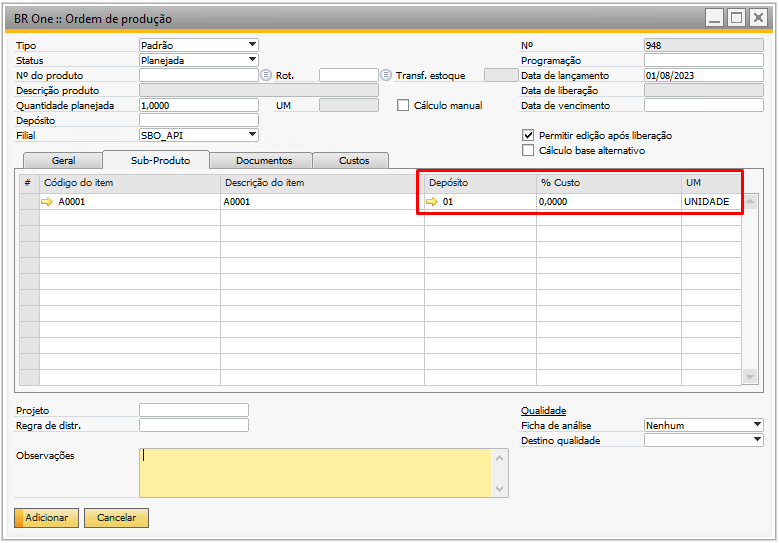 BR One :: Ordem de produção
Tipo Padrão Nº 948
Status Planejada Programação
Nº do produto Rot. Transf. estoque Data de lançamento 01/08/2023
Descrição produto Data de liberação
Quantidade planejada 1,0000 UM Cálculo manual Data de vencimento
Depósito
Filial SBO_API Permitir edição após liberação
Cálculo base alternativo
Geral Sub-Produto Documentos Custos
# Código do item Descrição do item Depósito % Custo UM
A0001 A0001 01 0,0000 UNIDADE
Projeto Qualidade
Regra de distr. Ficha de análise Nenhum
Destino qualidade
Observações
Adicionar Cancelar